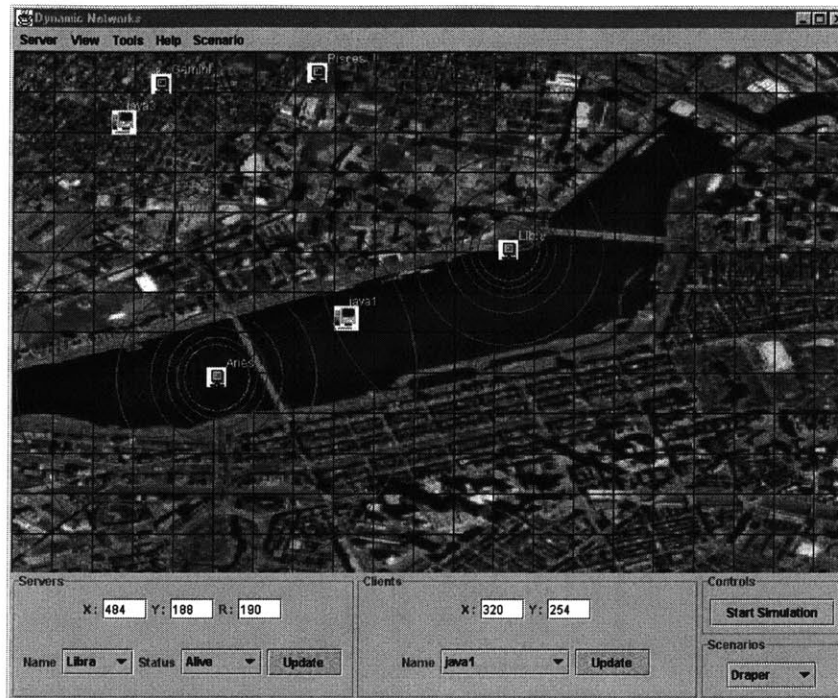 Dynamic Networks
Server View Tools Help Scenario
Gemini
Pisces
Libra
java1
Aries
Servers
X: 484 Y: 188 R: 190
Name Libra Status Alive Update
Clients
X: 320 Y: 254
Name java1 Update
Controls
Start Simulation
Scenarios
Draper